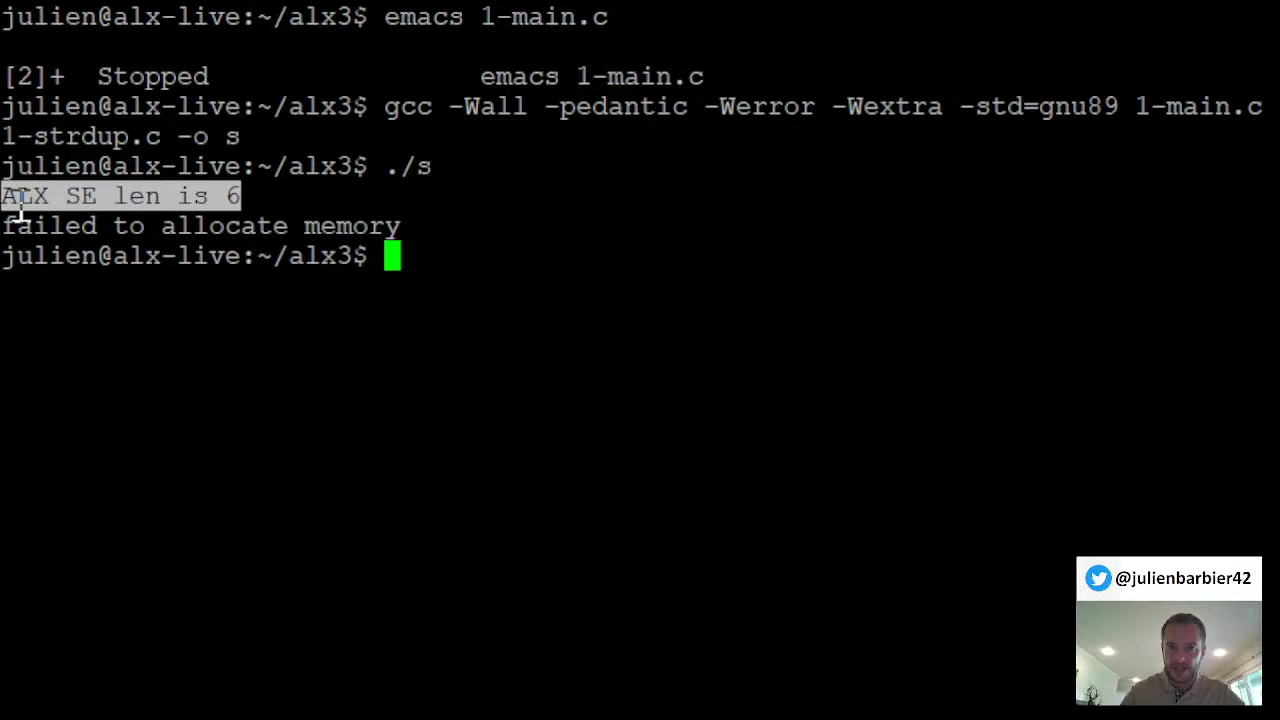 julien@alx-live:~/alx3$ emacs 1-main.c
[2]+  Stopped                 emacs 1-main.c
julien@alx-live:~/alx3$ gcc -Wall -pedantic -Werror -Wextra -std=gnu89 1-main.c
1-strdup.c -o s
julien@alx-live:~/alx3$ ./s
ALX SE len is 6
failed to allocate memory
julien@alx-live:~/alx3$
@julienbarbier42